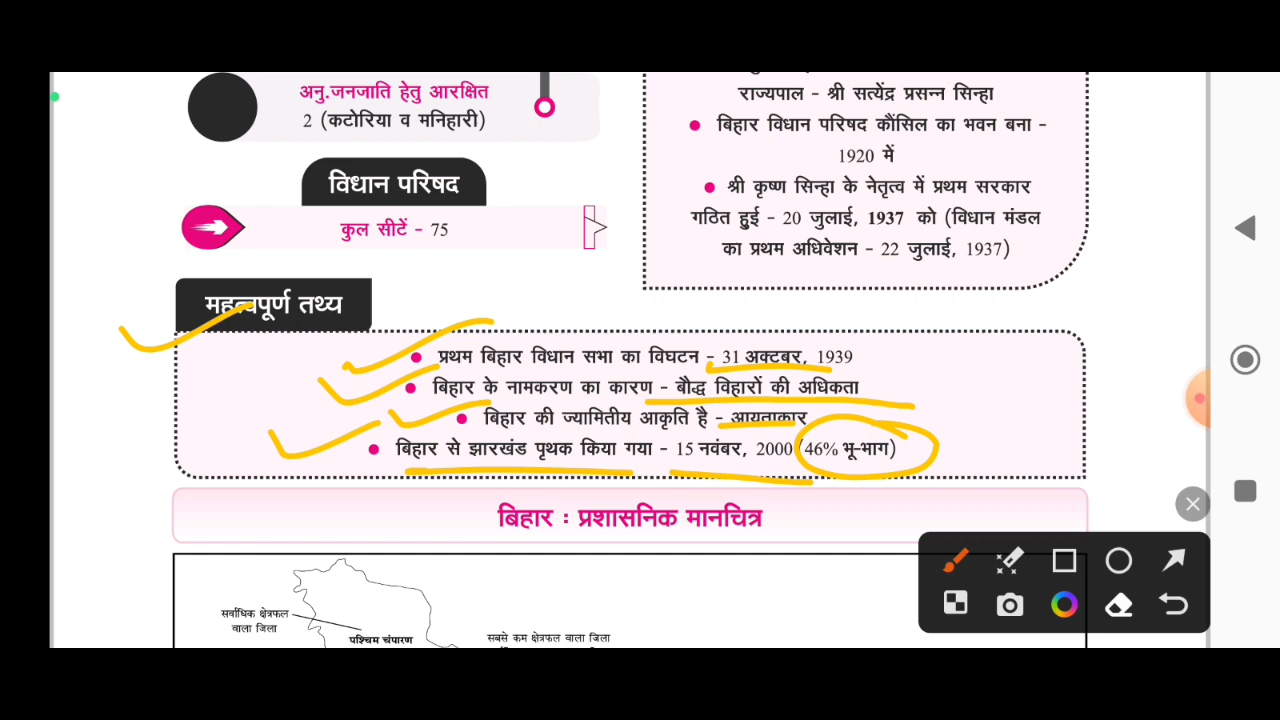 अनु.जनजाति हेतु आरक्षित
2 (कटोरिया व मनिहारी)
विधान परिषद
कुल सीटें - 75
राज्यपाल - श्री सत्येंद्र प्रसन्न सिन्हा
बिहार विधान परिषद कौंसिल का भवन बना -
1920 में
श्री कृष्ण सिन्हा के नेतृत्व में प्रथम सरकार
गठित हुई - 20 जुलाई, 1937 को (विधान मंडल
का प्रथम अधिवेशन - 22 जुलाई, 1937)
महत्वपूर्ण तथ्य
प्रथम बिहार विधान सभा का विघटन - 31 अक्टबर, 1939
बिहार के नामकरण का कारण - बौद्ध विहारों की अधिकता
बिहार की ज्यामितीय आकृति है - आयताकार
बिहार से झारखंड पृथक किया गया - 15 नवंबर, 2000 (46% भू-भाग)
बिहार : प्रशासनिक मानचित्र
सर्वाधिक क्षेत्रफल
वाला जिला
पश्चिम चंपारण
सबसे कम क्षेत्रफल वाला जिला